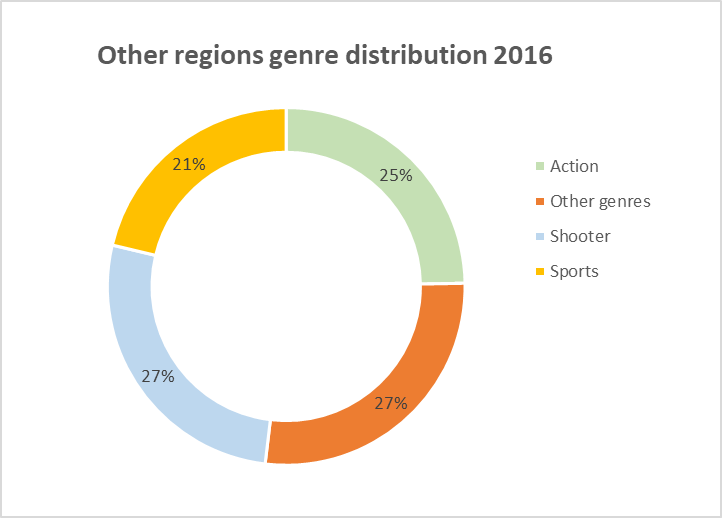 Other regions genre distribution 2016
21%
25%
Action
Other genres
Shooter
Sports
27%
27%